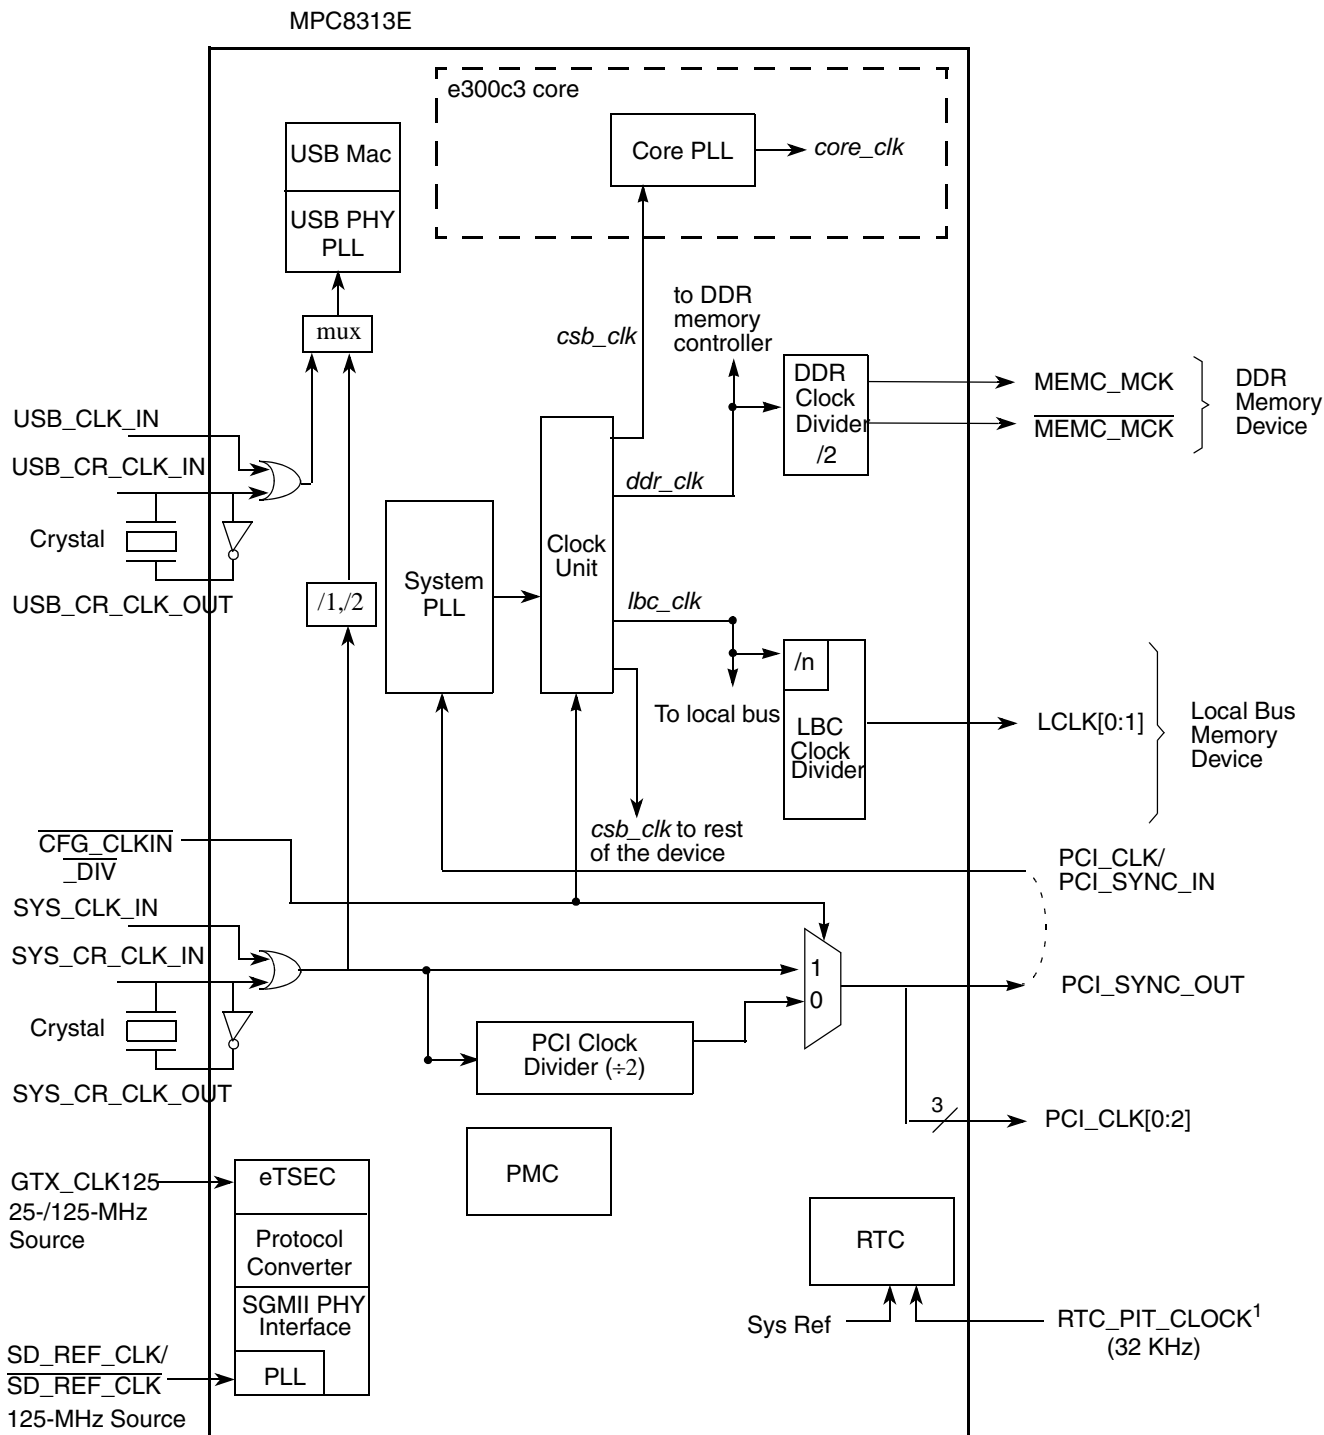 MPC8313E
e300c3 core
USB Mac
Core PLL
core_clk
USB PHY
PLL
to DDR
memory
controller
mux
csb_clk
DDR
Clock
Divider
/2
MEMC_MCK
MEMC_MCK
DDR
Memory
Device
USB_CLK_IN
USB_CR_CLK_IN
ddr_clk
Crystal
Clock
Unit
System
PLL
/1,/2
lbc_clk
USB_CR_CLK_OUT
/n
To local bus
LBC
Clock
Divider
LCLK[0:1]
Local Bus
Memory
Device
CFG_CLKIN
_DIV
csb_clk to rest
of the device
PCI_CLK/
PCI_SYNC_IN
SYS_CLK_IN
SYS_CR_CLK_IN
1
0
PCI_SYNC_OUT
Crystal
PCI Clock
Divider (÷2)
SYS_CR_CLK_OUT
3
PCI_CLK[0:2]
PMC
GTX_CLK125
25-/125-MHz
Source
eTSEC
Protocol
Converter
RTC
SGMII PHY
Interface
Sys Ref
RTC_PIT_CLOCK1
(32 KHz)
SD_REF_CLK/
SD_REF_CLK
PLL
125-MHz Source